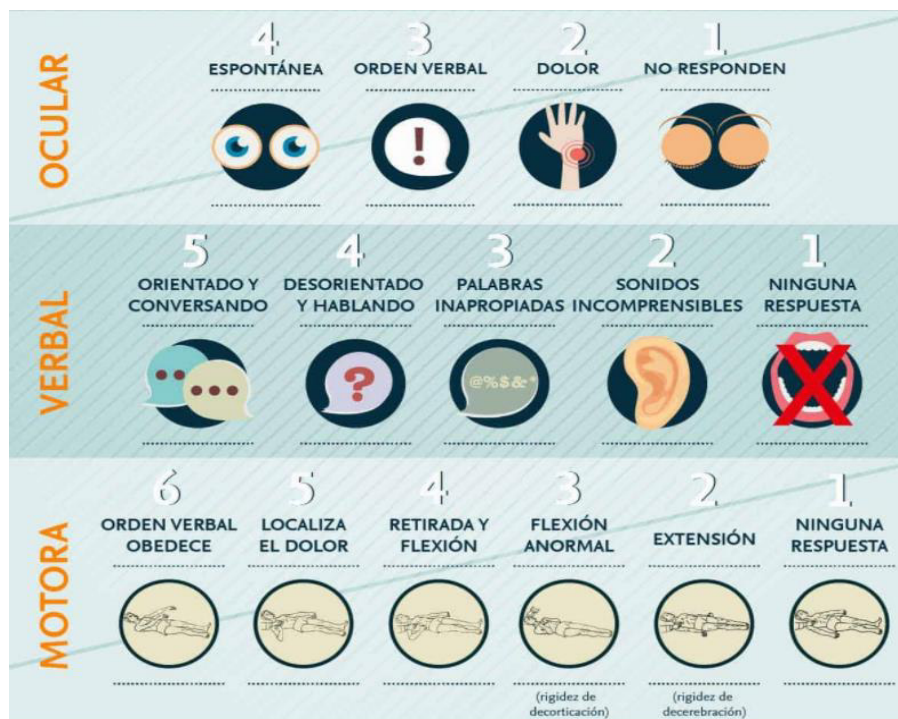 OCULAR
4 3 2 1
ESPONTÁNEA ORDEN VERBAL DOLOR NO RESPONDEN
!
VERBAL
5 4 3 2 1
ORIENTADO Y DESORIENTADO PALABRAS SONIDOS NINGUNA
CONVERSANDO Y HABLANDO INAPROPIADAS INCOMPRENSIBLES RESPUESTA
? @%$&* X
MOTORA
6 5 4 3 2 1
ORDEN VERBAL LOCALIZA RETIRADA Y FLEXIÓN EXTENSIÓN NINGUNA
OBEDECE EL DOLOR FLEXIÓN ANORMAL RESPUESTA
(rigidez de (rigidez de
decorticación) decerebración)